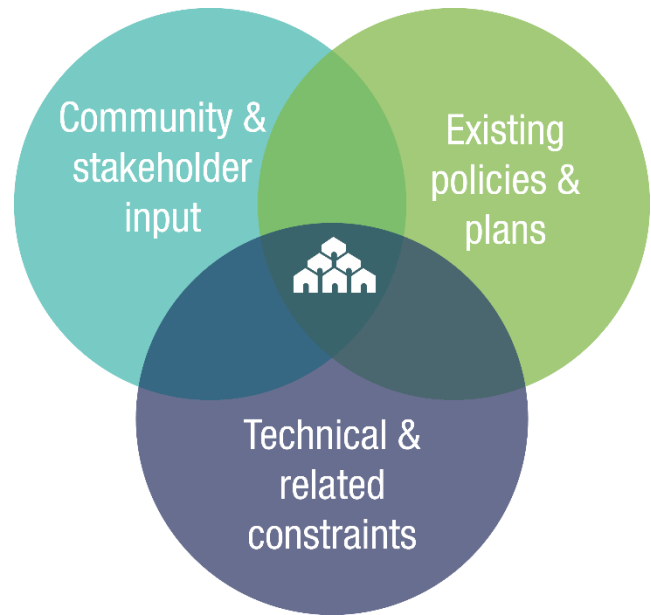 Community &
stakeholder
input
Existing
policies &
plans
Technical &
related
constraints